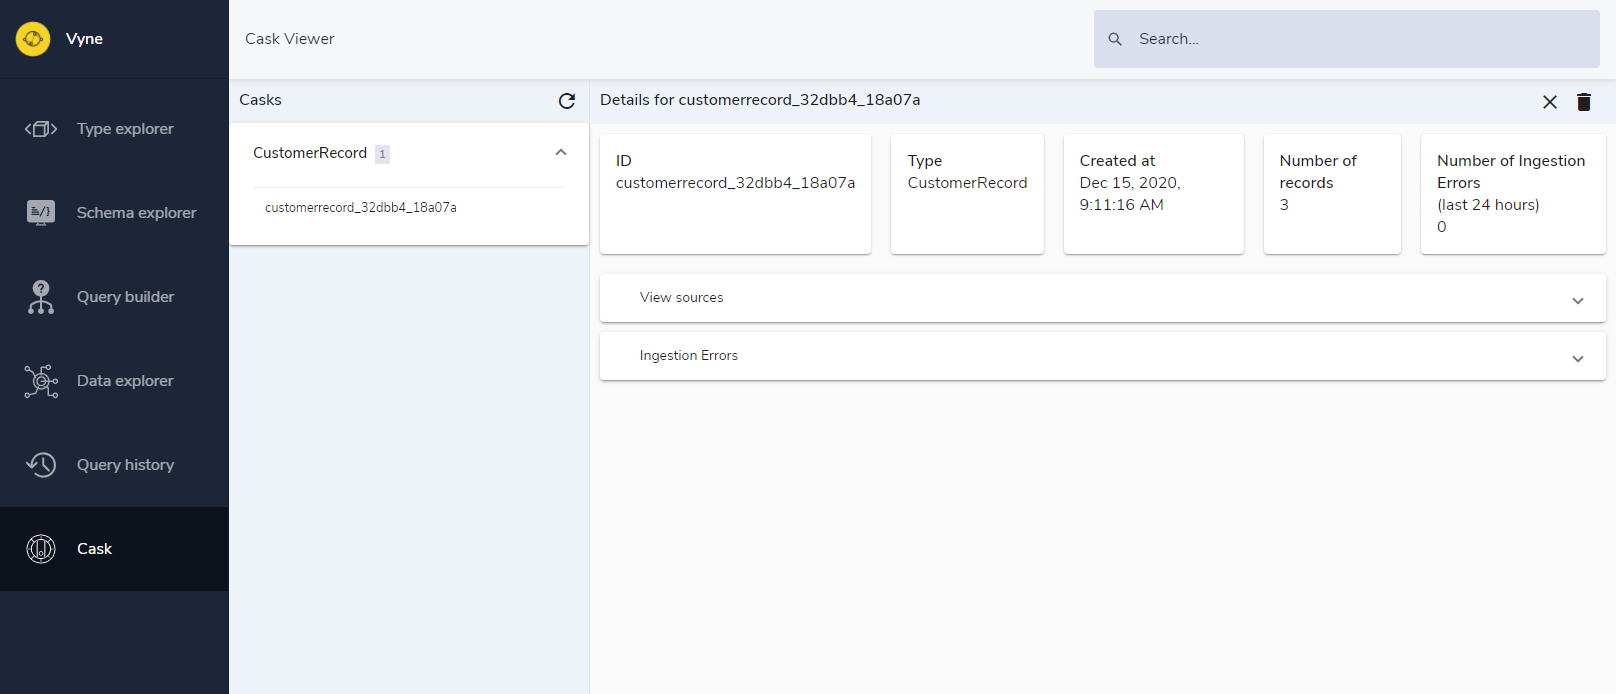 Vyne
Type explorer
Schema explorer
Query builder
Data explorer
Query history
Cask
Cask Viewer
Search...
Casks
CustomerRecord 1
customerrecord_32dbb4_18a07a
Details for customerrecord_32dbb4_18a07a
ID
customerrecord_32dbb4_18a07a
Type
CustomerRecord
Created at
Dec 15, 2020,
9:11:16 AM
Number of
records
3
Number of Ingestion
Errors
(last 24 hours)
0
View sources
Ingestion Errors